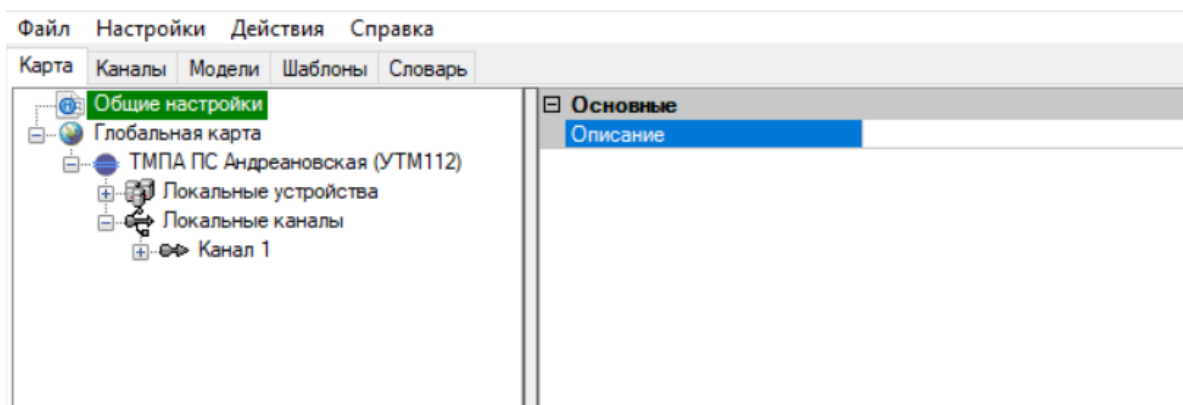 Файл Настройки Действия Справка
Карта Каналы Модели Шаблоны Словарь
Общие настройки
Глобальная карта
ТМПА ПС Андреановская (УТМ112)
Локальные устройства
Локальные каналы
Канал 1
Основные
Описание